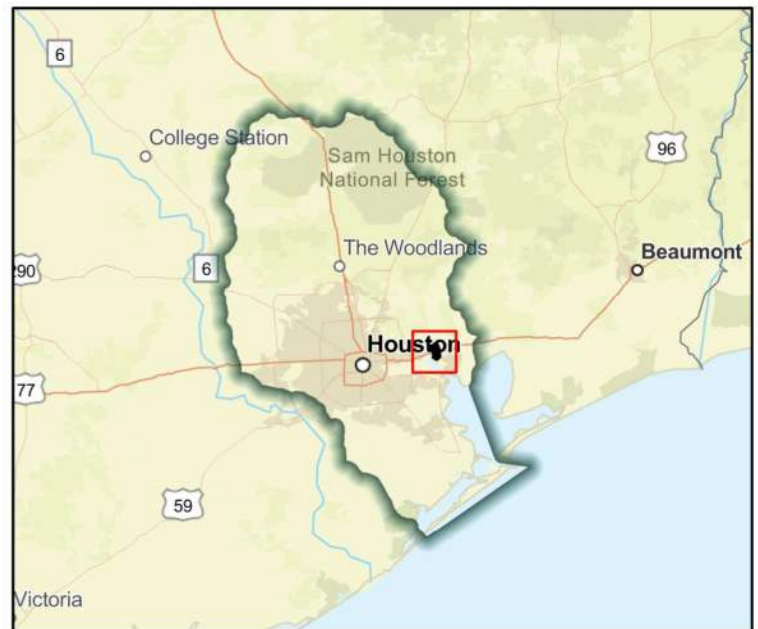 6
College Station
Sam Houston
National Forest
96
The Woodlands
Beaumont
290
6
Houston
77
59
Victoria